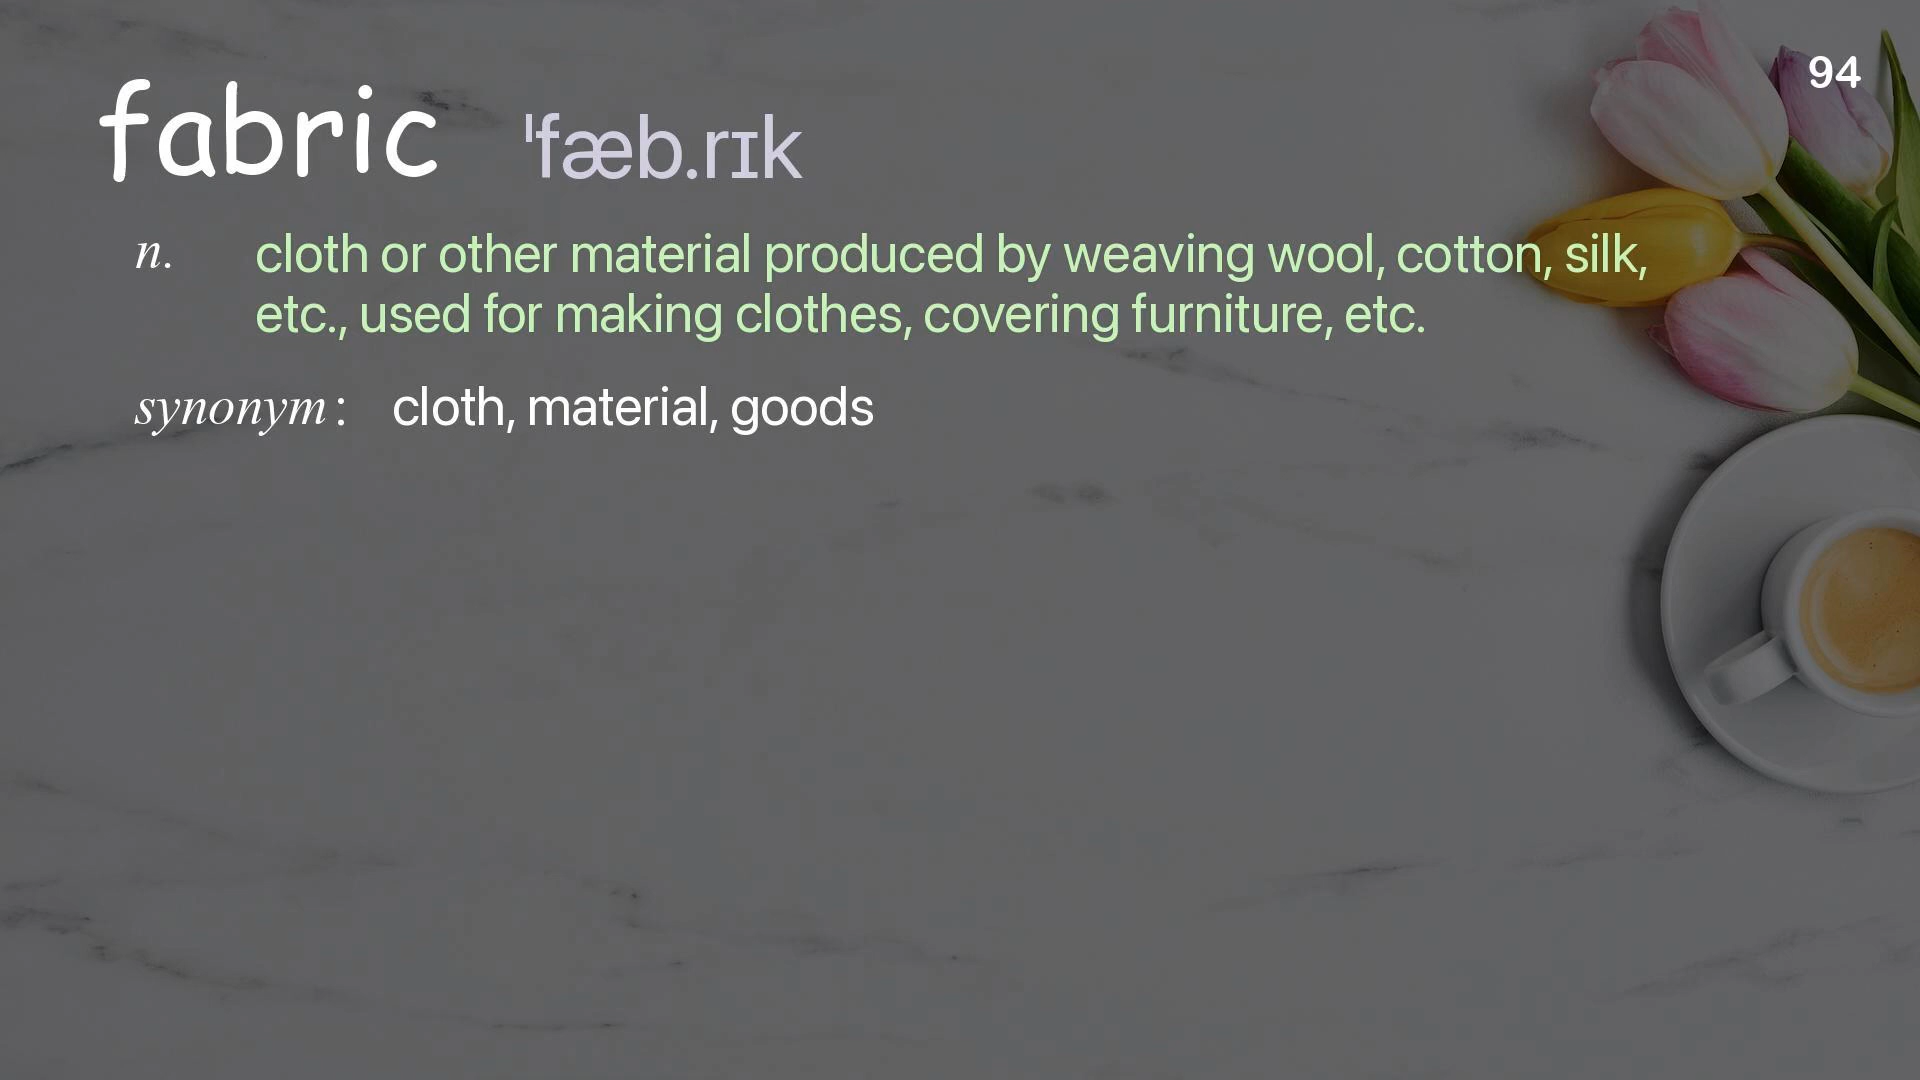 94
fabric ˈfæb.rɪk
n. cloth or other material produced by weaving wool, cotton, silk,
etc., used for making clothes, covering furniture, etc.
synonym : cloth, material, goods